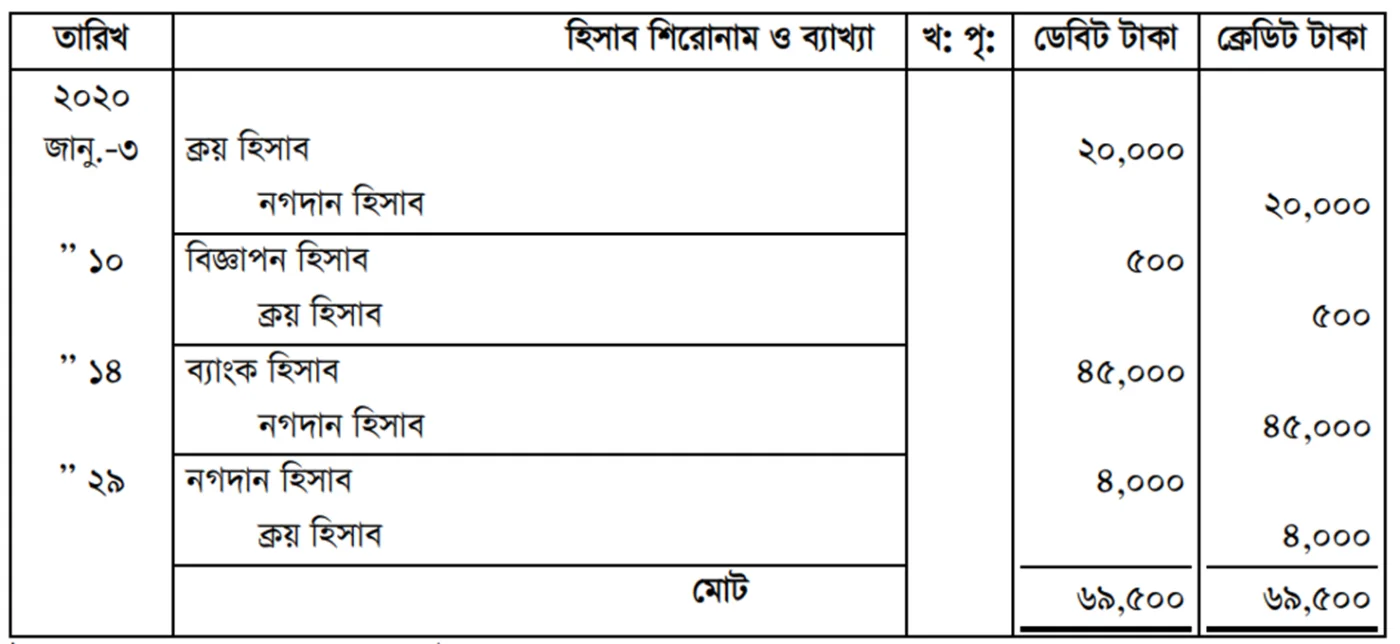 তারিখ হিসাব শিরোনাম ও ব্যাখ্যা খ: পৃ: ডেবিট টাকা ক্রেডিট টাকা
২০২০
জানু.-৩ ক্রয় হিসাব ২০,০০০
নগদান হিসাব ২০,০০০
” ১০ বিজ্ঞাপন হিসাব ৫০০
ক্রয় হিসাব ৫০০
” ১৪ ব্যাংক হিসাব ৪৫,০০০
নগদান হিসাব ৪৫,০০০
” ২৯ নগদান হিসাব ৪,০০০
ক্রয় হিসাব ৪,০০০
মোট ৬৯,৫০০ ৬৯,৫০০